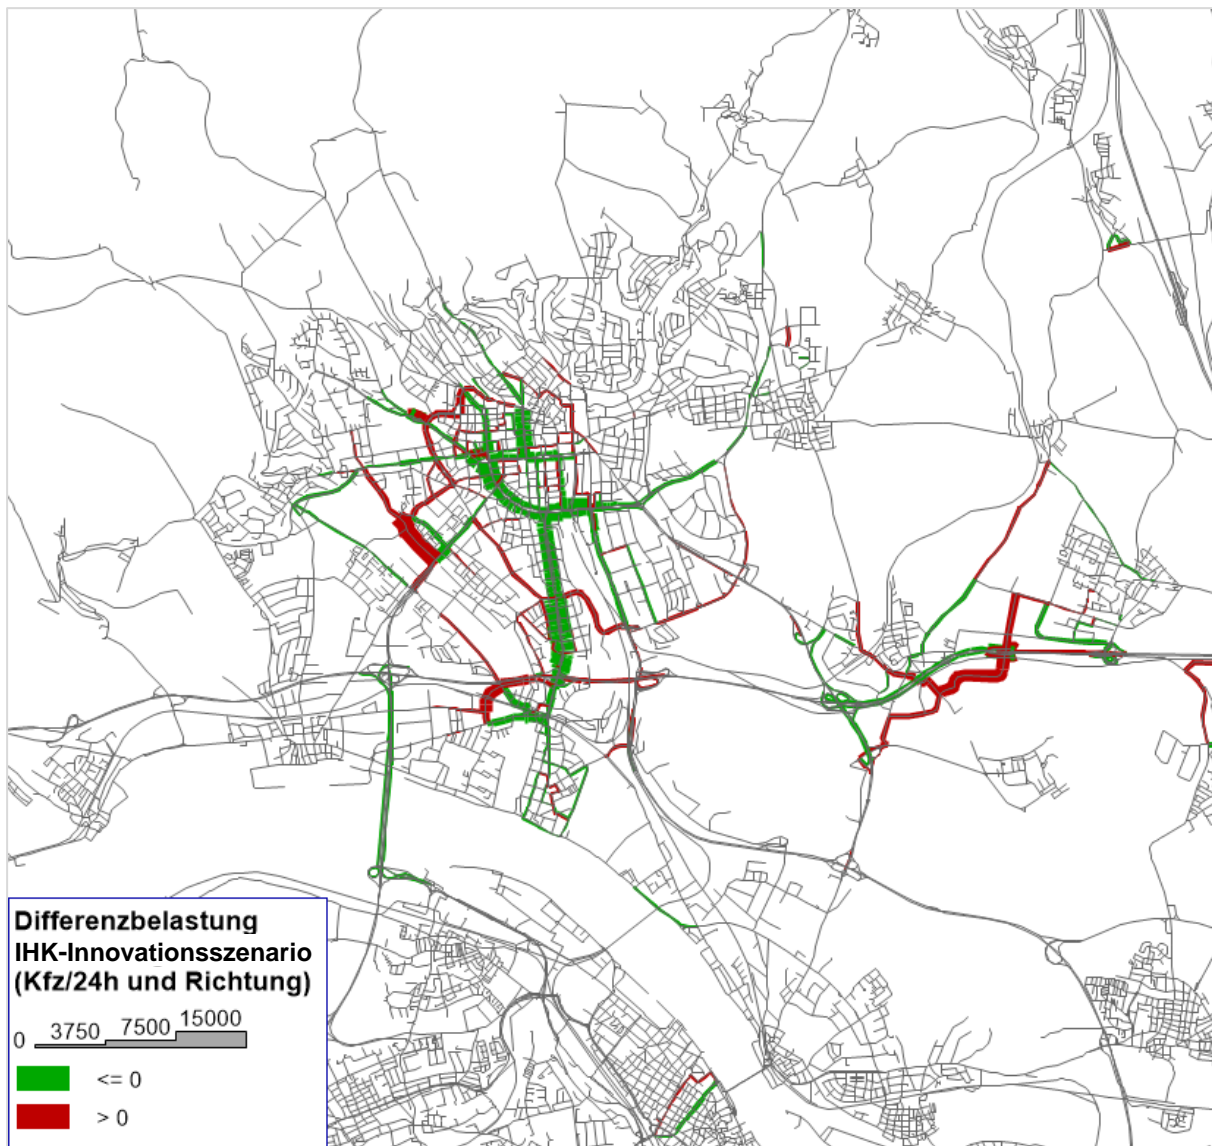 Differenzbelastung
IHK-Innovationsszenario
(Kfz/24h und Richtung)
0 3750 7500 15000
<= 0
> 0